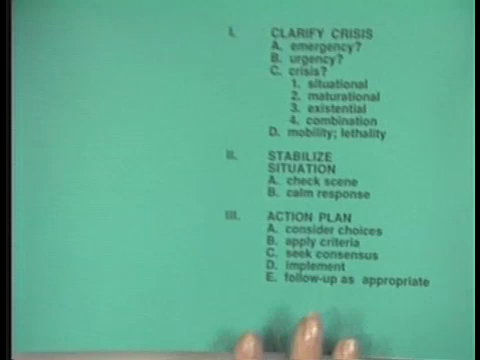 I. CLARIFY CRISIS
A. emergency?
B. urgency?
C. crisis?
1. situational
2. maturational
3. existential
4. combination
D. mobility; lethality
II. STABILIZE
SITUATION
A. check scene
B. calm response
III. ACTION PLAN
A. consider choices
B. apply criteria
C. seek consensus
D. implement
E. follow-up as appropriate